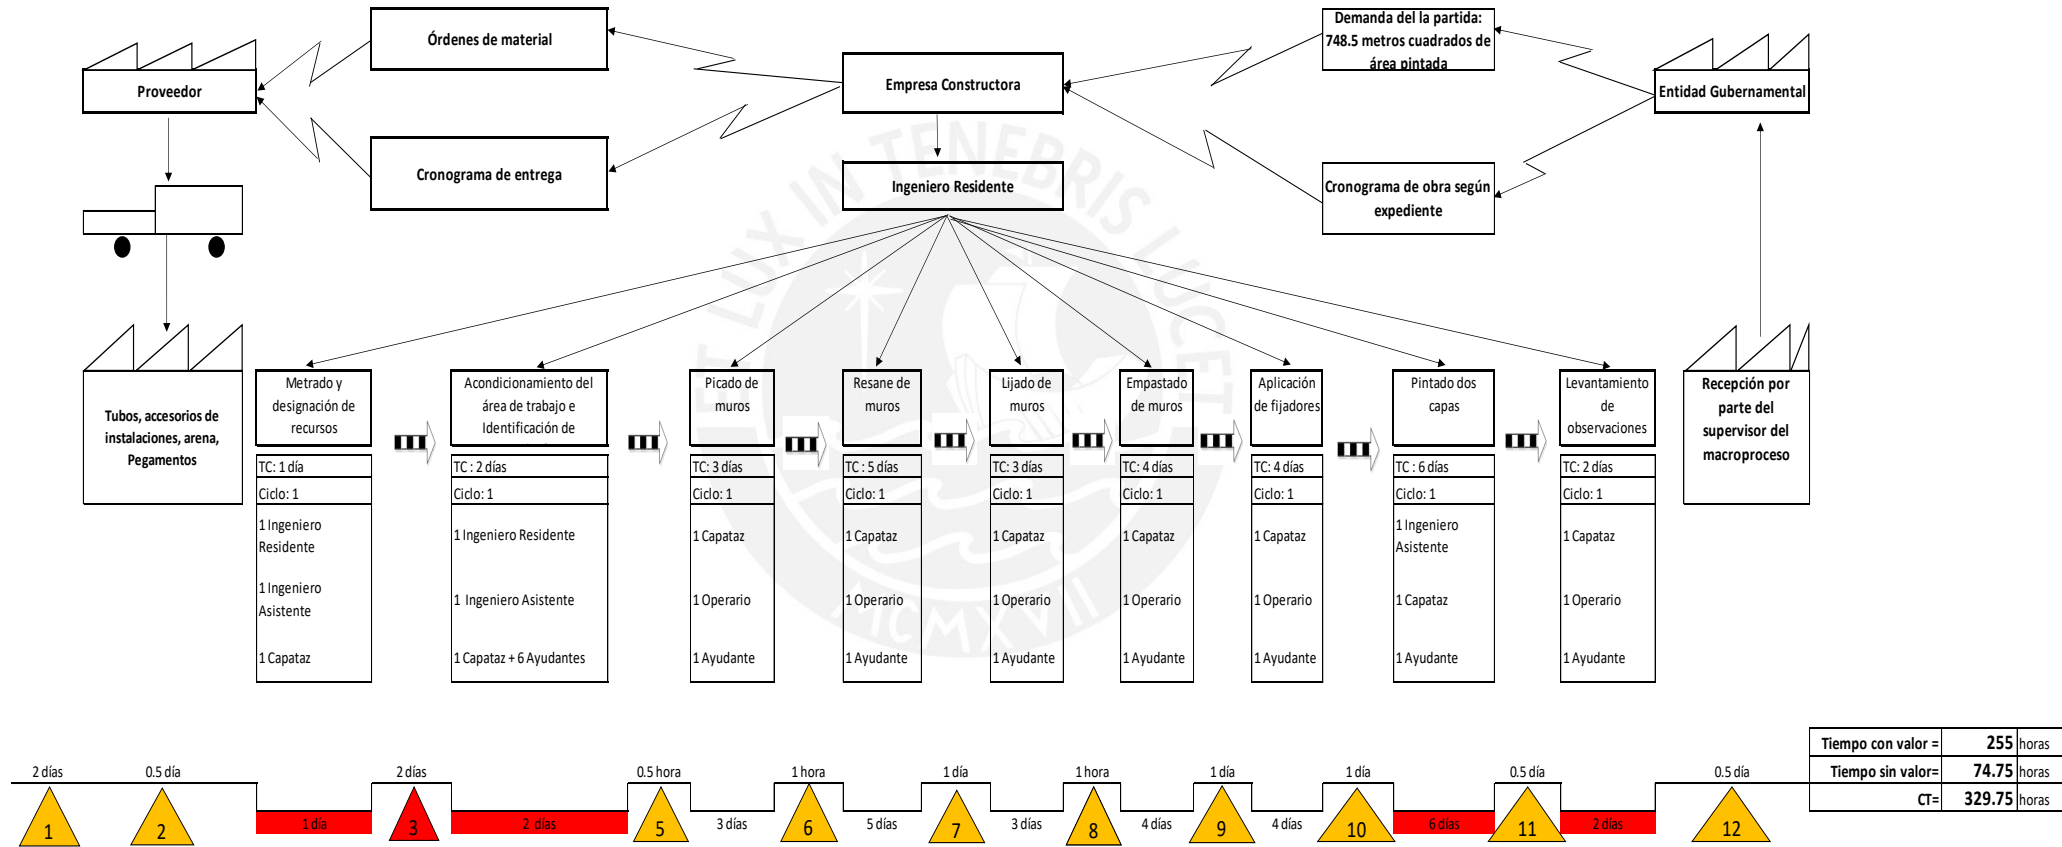 Órdenes de material
Demanda del la partida:
748.5 metros cuadrados de
área pintada
Proveedor
Empresa Constructora
Entidad Gubernamental
Cronograma de entrega
Ingeniero Residente
Cronograma de obra según
expediente
ET LUX IN TENEBRIS LUCET
MCMXVII
Tubos, accesorios de
instalaciones, arena,
Pegamentos
Metrado y
designación de
recursos
TC: 1 día
Ciclo: 1
1 Ingeniero
Residente
1 Ingeniero
Asistente
1 Capataz
Acondicionamiento del
área de trabajo e
Identificación de
TC : 2 días
Ciclo: 1
1 Ingeniero Residente
1 Ingeniero Asistente
1 Capataz + 6 Ayudantes
Picado de
muros
TC: 3 días
Ciclo: 1
1 Capataz
1 Operario
1 Ayudante
Resane de
muros
TC : 5 días
Ciclo: 1
1 Capataz
1 Operario
1 Ayudante
Lijado de
muros
TC: 3 días
Ciclo: 1
1 Capataz
1 Operario
1 Ayudante
Empastado
de muros
TC: 4 días
Ciclo: 1
1 Capataz
1 Operario
1 Ayudante
Aplicación
de fijadores
TC: 4 días
Ciclo: 1
1 Capataz
1 Operario
1 Ayudante
Pintado dos
capas
TC : 6 días
Ciclo: 1
1 Ingeniero
Asistente
1 Capataz
1 Ayudante
Levantamiento
de
observaciones
TC: 2 días
Ciclo: 1
1 Capataz
1 Operario
1 Ayudante
Recepción por
parte del
supervisor del
macroproceso
2 días
0.5 día
2 días
0.5 hora
1 hora
1 día
1 hora
1 día
1 día
0.5 día
0.5 día
1
2
1 día
3
2 días
5
3 días
6
5 días
7
3 días
8
4 días
9
4 días
10
6 días
11
2 días
12
Tiempo con valor = 255 horas
Tiempo sin valor= 74.75 horas
CT= 329.75 horas